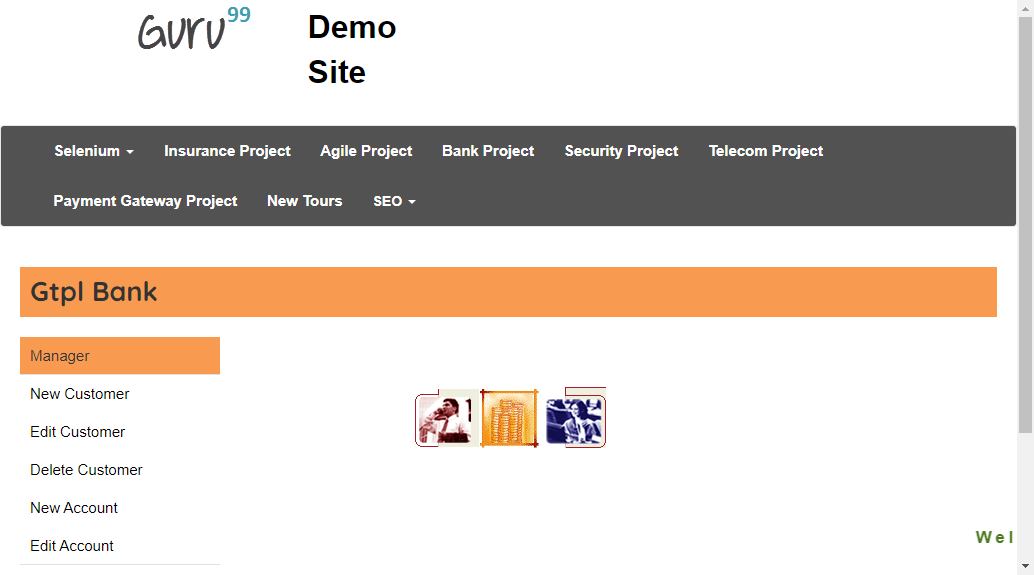 Guru99
Demo
Site
Selenium Insurance Project Agile Project Bank Project Security Project Telecom Project
Payment Gateway Project New Tours SEO
Gtpl Bank
Manager
New Customer
Edit Customer
Delete Customer
New Account
Wel
Edit Account